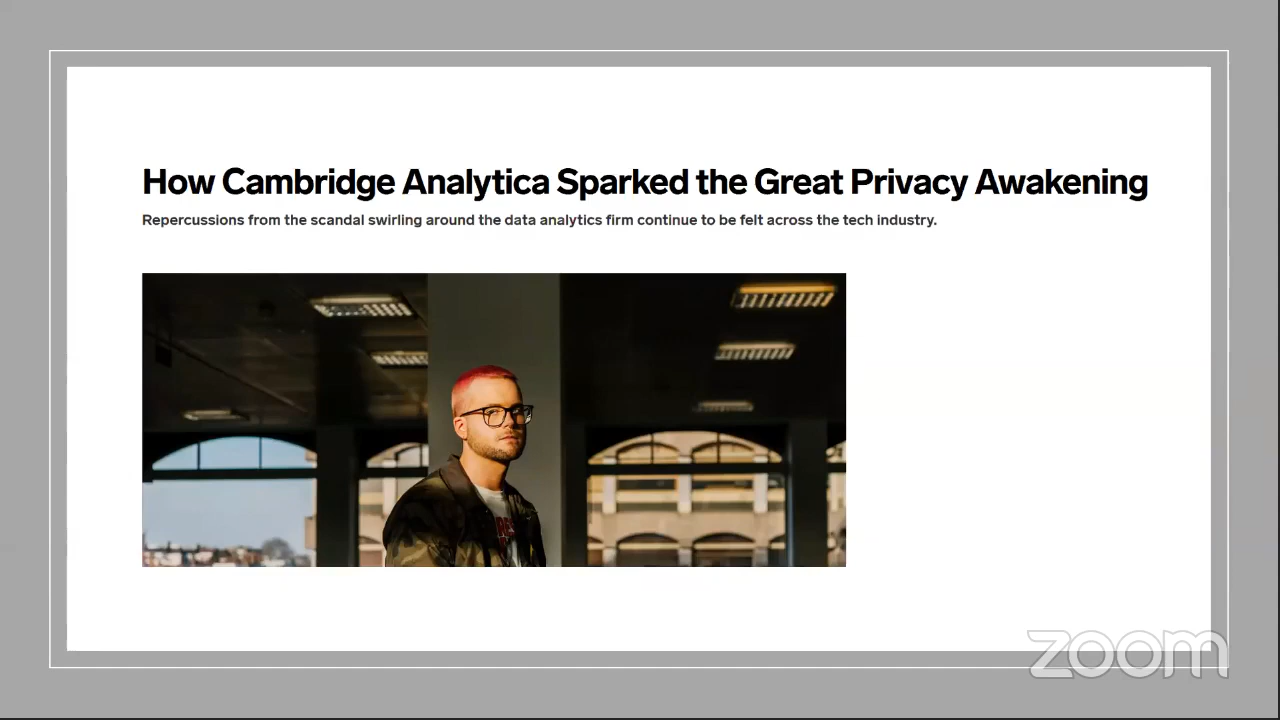 How Cambridge Analytica Sparked the Great Privacy Awakening
Repercussions from the scandal swirling around the data analytics firm continue to be felt across the tech industry.
zoom